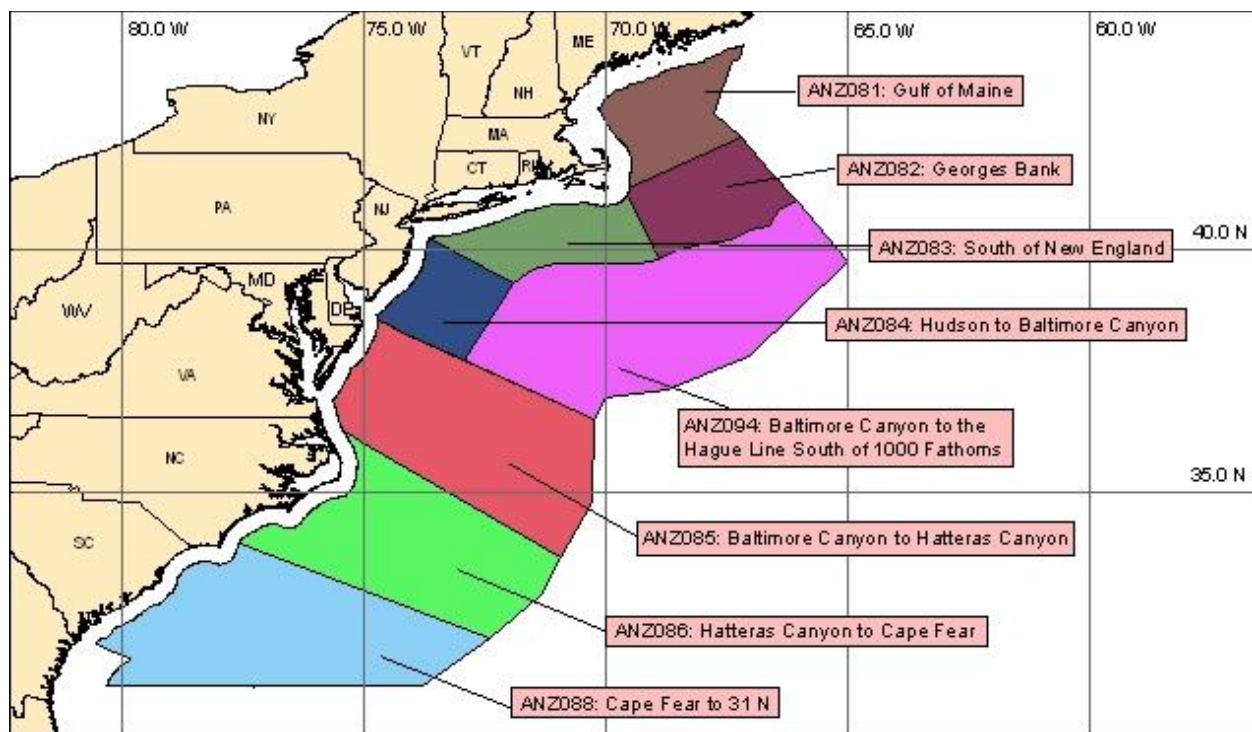 80.0 W
75.0 W
70.0 W
65.0 W
60.0 W
VT
ME
NH
NY
MA
CT
RI
PA
NJ
MD
DE
WV
VA
NC
SC
40.0 N
35.0 N
ANZ081: Gulf of Maine
ANZ082: Georges Bank
ANZ083: South of New England
ANZ084: Hudson to Baltimore Canyon
ANZ094: Baltimore Canyon to the
Hague Line South of 1000 Fathoms
ANZ085: Baltimore Canyon to Hatteras Canyon
ANZ086: Hatteras Canyon to Cape Fear
ANZ088: Cape Fear to 31 N